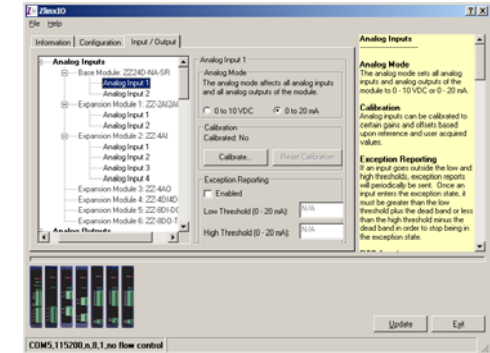 ZlinxIO
File Help
Information Configuration Input / Output
Analog Inputs
Base Module: ZZ24D-NA-SR
Analog Input 1
Analog Input 2
Expansion Module 1: ZZ-2AI2AO
Analog Input 1
Analog Input 2
Expansion Module 2: ZZ-4AI
Analog Input 1
Analog Input 2
Analog Input 3
Analog Input 4
Expansion Module 3: ZZ-4AO
Expansion Module 4: ZZ-4DI4D
Expansion Module 5: ZZ-8DI-DC
Expansion Module 6: ZZ-8DO-T
Analog Outputs
Analog Input 1
Analog Mode
The analog mode affects all analog inputs
and all analog outputs of the module.
0 to 10 VDC 0 to 20 mA
Calibration
Calibrated: No
Calibrate... Reset Calibration
Exception Reporting
Enabled
Low Threshold (0 - 20 mA): N/A
High Threshold (0 - 20 mA): N/A
Analog Inputs
Analog Mode
The analog mode sets all analog
inputs and analog outputs of the
module to 0 - 10 VDC or 0 - 20 mA.
Calibration
Analog inputs can be calibrated to
certain gains and offsets based
upon reference and user acquired
values.
Exception Reporting
If an input goes outside the low and
high thresholds, exception reports
will periodically be sent. Once an
input enters the exception state, it
must be greater than the low
threshold plus the dead band or less
than the high threshold minus the
dead band in order to stop being in
the exception state.
Update Exit
COM5,115200,n,8,1,no flow control